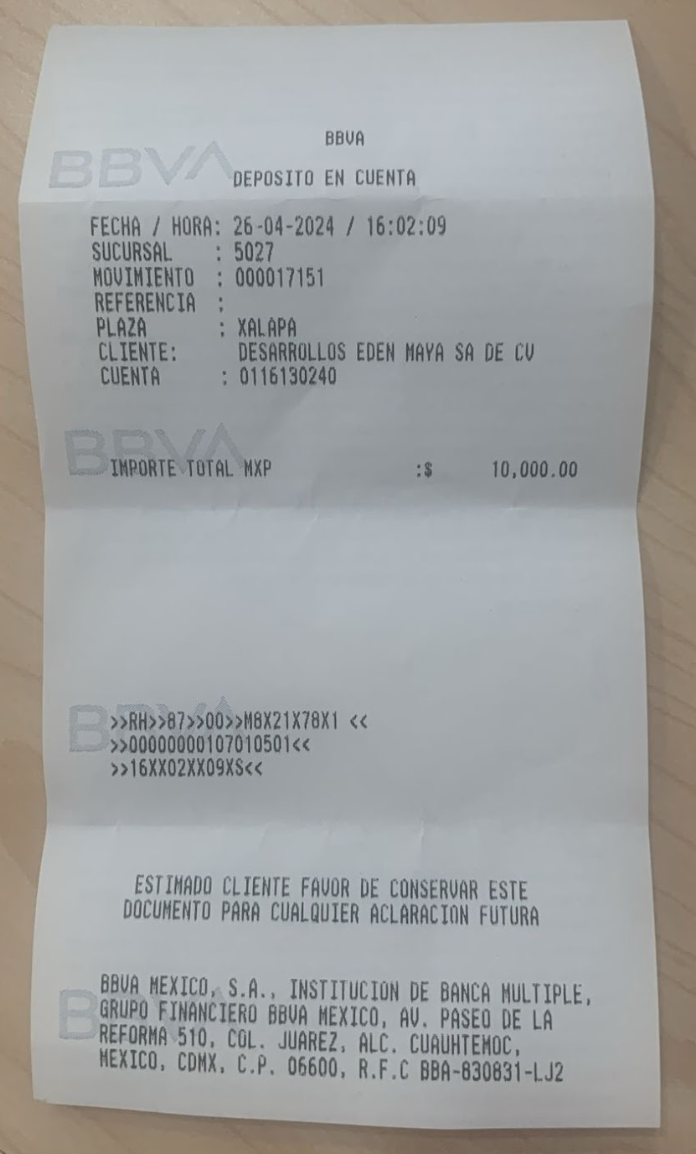 BBVA
BBVA
DEPOSITO EN CUENTA
FECHA / HORA: 26-04-2024 / 16:02:09
SUCURSAL : 5027
MOVIMIENTO : 000017151
REFERENCIA :
PLAZA : XALAPA
CLIENTE: DESARROLLOS EDEN MAYA SA DE CV
CUENTA : 0116130240
BBVA
IMPORTE TOTAL MXP :$ 10,000.00
BBVA
>>RH>>87>>00>>M8X21X78X1 <<
>>00000000107010501<<
>>16XX02XX09XS<<
ESTIMADO CLIENTE FAVOR DE CONSERVAR ESTE
DOCUMENTO PARA CUALQUIER ACLARACION FUTURA
BBVA MEXICO, S.A., INSTITUCION DE BANCA MULTIPLE,
GRUPO FINANCIERO BBVA MEXICO, AV. PASEO DE LA
REFORMA 510, COL. JUAREZ, ALC. CUAUHTEMOC,
MEXICO, CDMX, C.P. 06600, R.F.C BBA-830831-LJ2